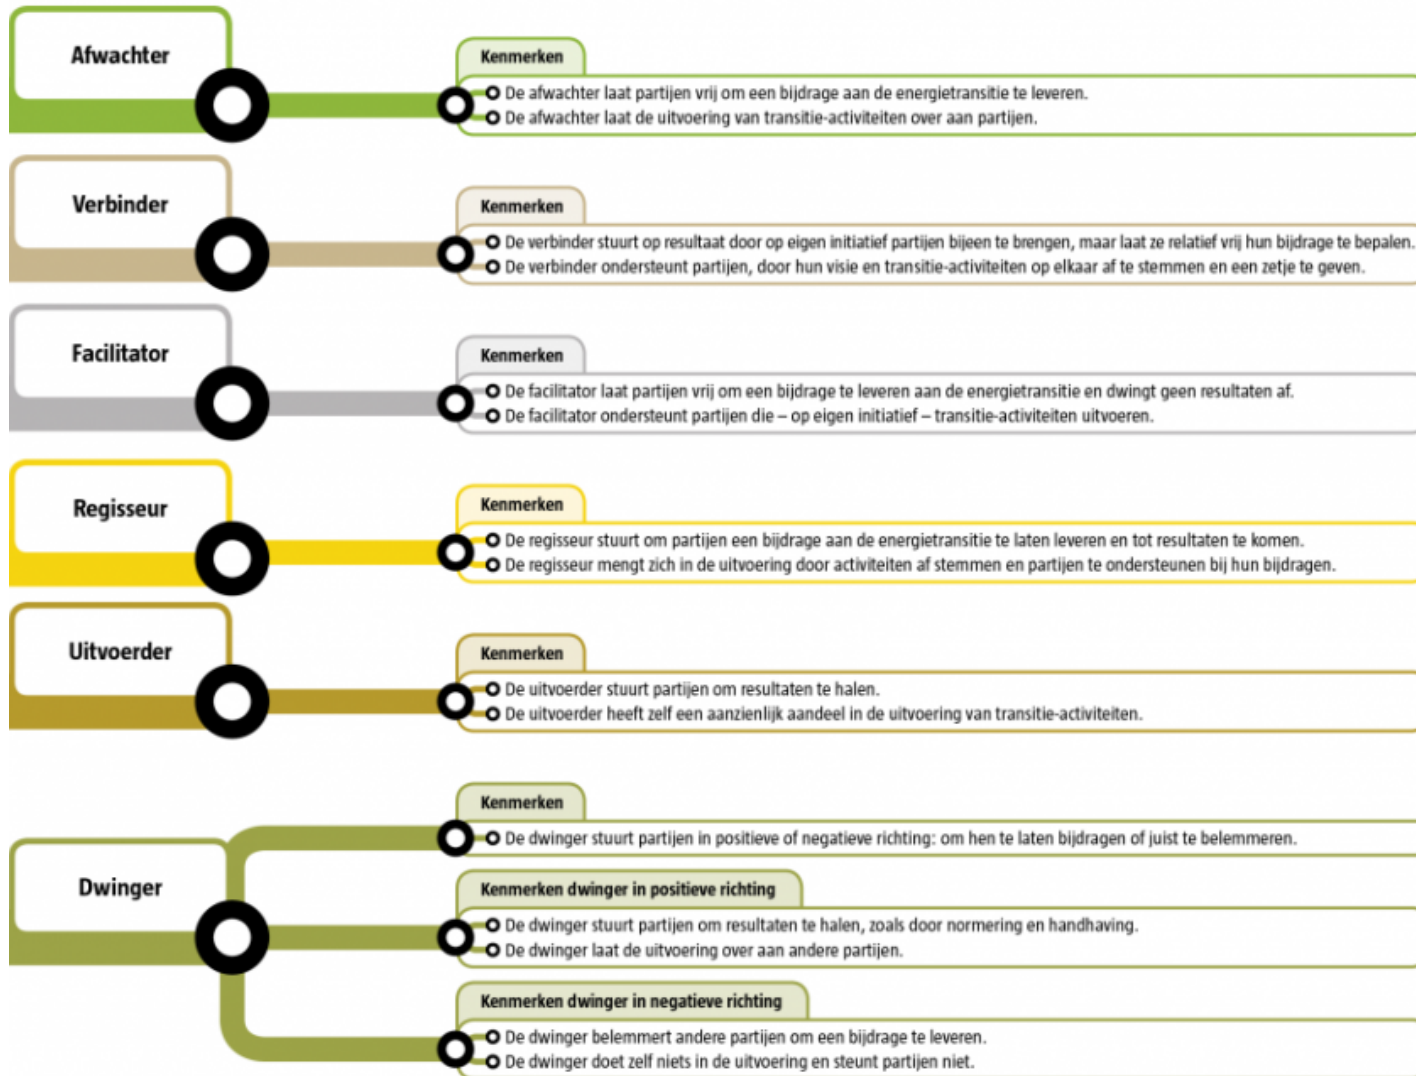 Afwachter
Kenmerken
De afwachter laat partijen vrij om een bijdrage aan de energietransitie te leveren.
De afwachter laat de uitvoering van transitie-activiteiten over aan partijen.
Verbinder
Kenmerken
De verbinder stuurt op resultaat door op eigen initiatief partijen bijeen te brengen, maar laat ze relatief vrij hun bijdrage te bepalen.
De verbinder ondersteunt partijen, door hun visie en transitie-activiteiten op elkaar af te stemmen en een zetje te geven.
Facilitator
Kenmerken
De facilitator laat partijen vrij om een bijdrage te leveren aan de energietransitie en dwingt geen resultaten af.
De facilitator ondersteunt partijen die – op eigen initiatief – transitie-activiteiten uitvoeren.
Regisseur
Kenmerken
De regisseur stuurt om partijen een bijdrage aan de energietransitie te laten leveren en tot resultaten te komen.
De regisseur mengt zich in de uitvoering door activiteiten af stemmen en partijen te ondersteunen bij hun bijdragen.
Uitvoerder
Kenmerken
De uitvoerder stuurt partijen om resultaten te halen.
De uitvoerder heeft zelf een aanzienlijk aandeel in de uitvoering van transitie-activiteiten.
Dwinger
Kenmerken
De dwinger stuurt partijen in positieve of negatieve richting: om hen te laten bijdragen of juist te belemmeren.
Kenmerken dwinger in positieve richting
De dwinger stuurt partijen om resultaten te halen, zoals door normering en handhaving.
De dwinger laat de uitvoering over aan andere partijen.
Kenmerken dwinger in negatieve richting
De dwinger belemmert andere partijen om een bijdrage te leveren.
De dwinger doet zelf niets in de uitvoering en steunt partijen niet.